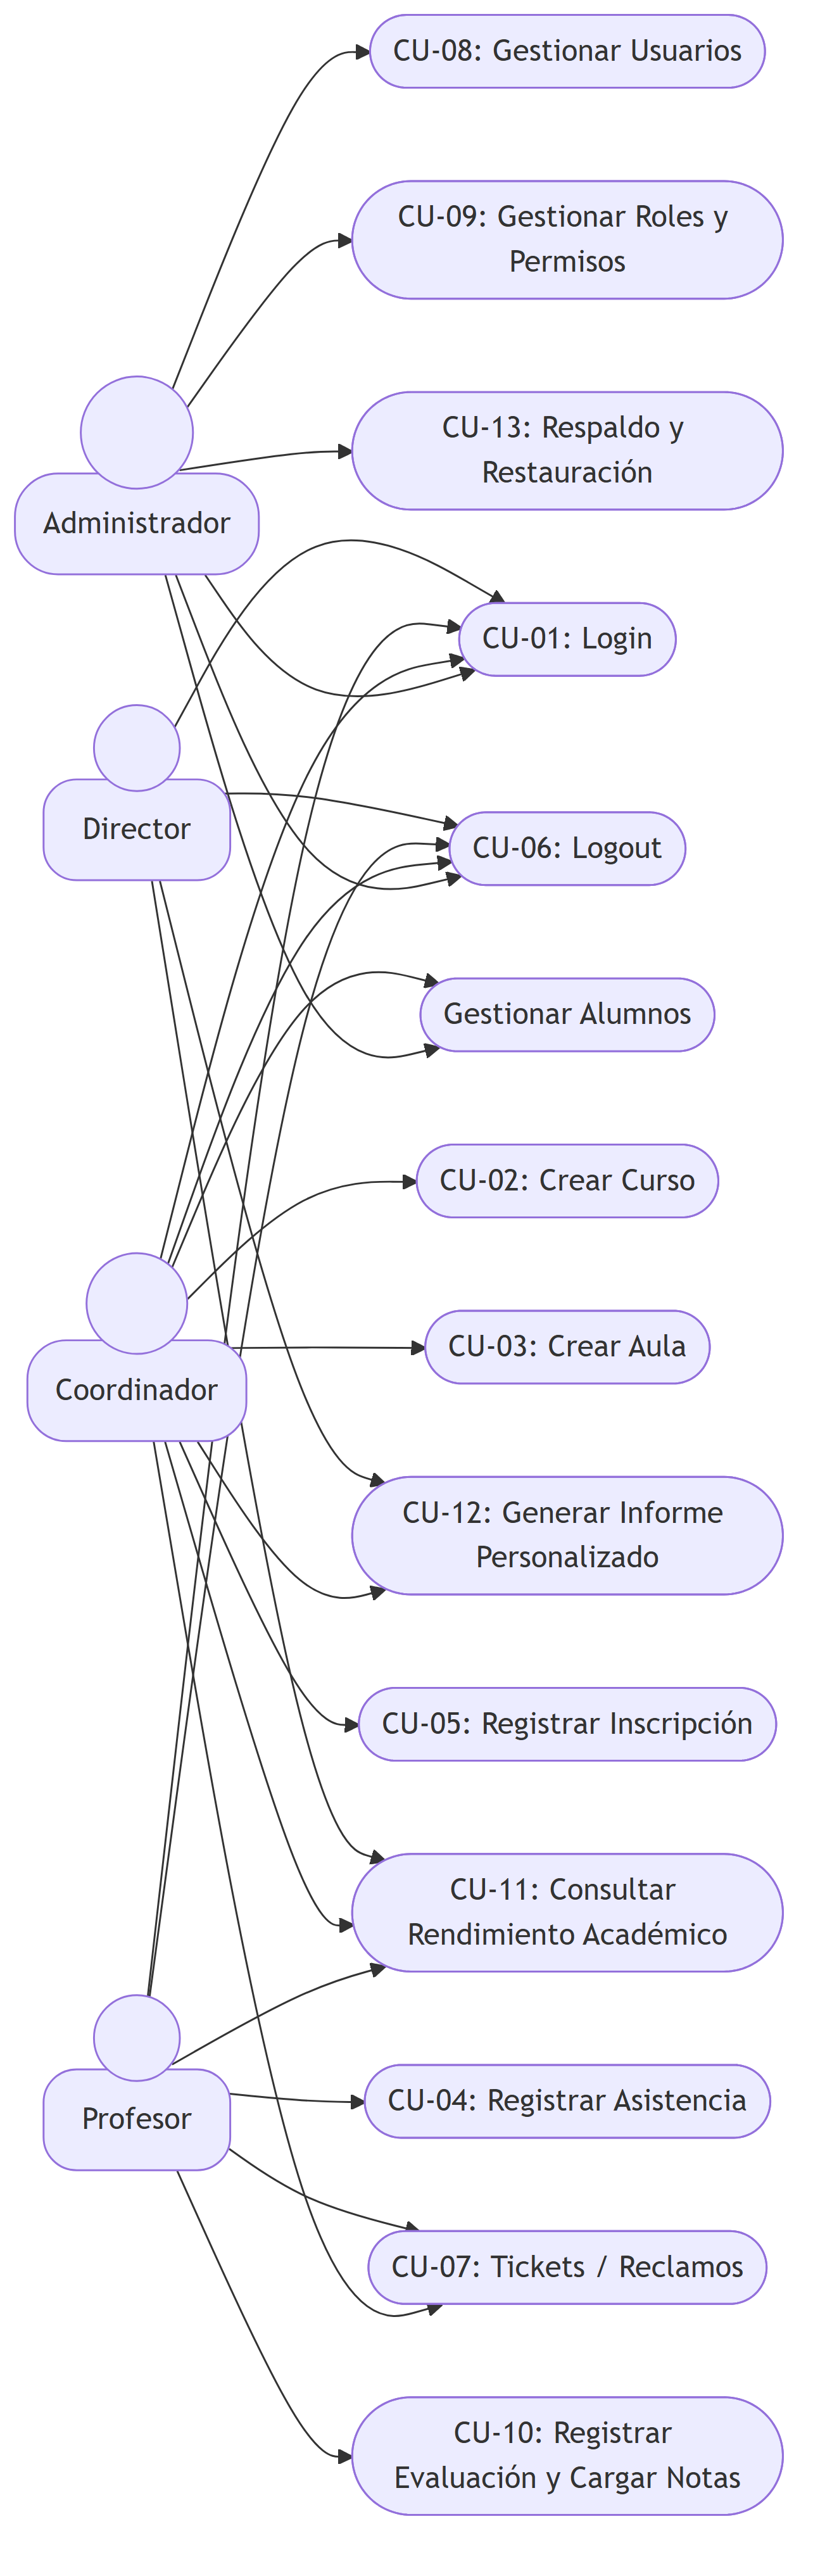 CU-08: Gestionar Usuarios
CU-09: Gestionar Roles y
Permisos
CU-13: Respaldo y
Restauración
Administrador
CU-01: Login
Director
CU-06: Logout
Gestionar Alumnos
CU-02: Crear Curso
CU-03: Crear Aula
Coordinador
CU-12: Generar Informe
Personalizado
CU-05: Registrar Inscripción
CU-11: Consultar
Rendimiento Académico
CU-04: Registrar Asistencia
Profesor
CU-07: Tickets / Reclamos
CU-10: Registrar
Evaluación y Cargar Notas